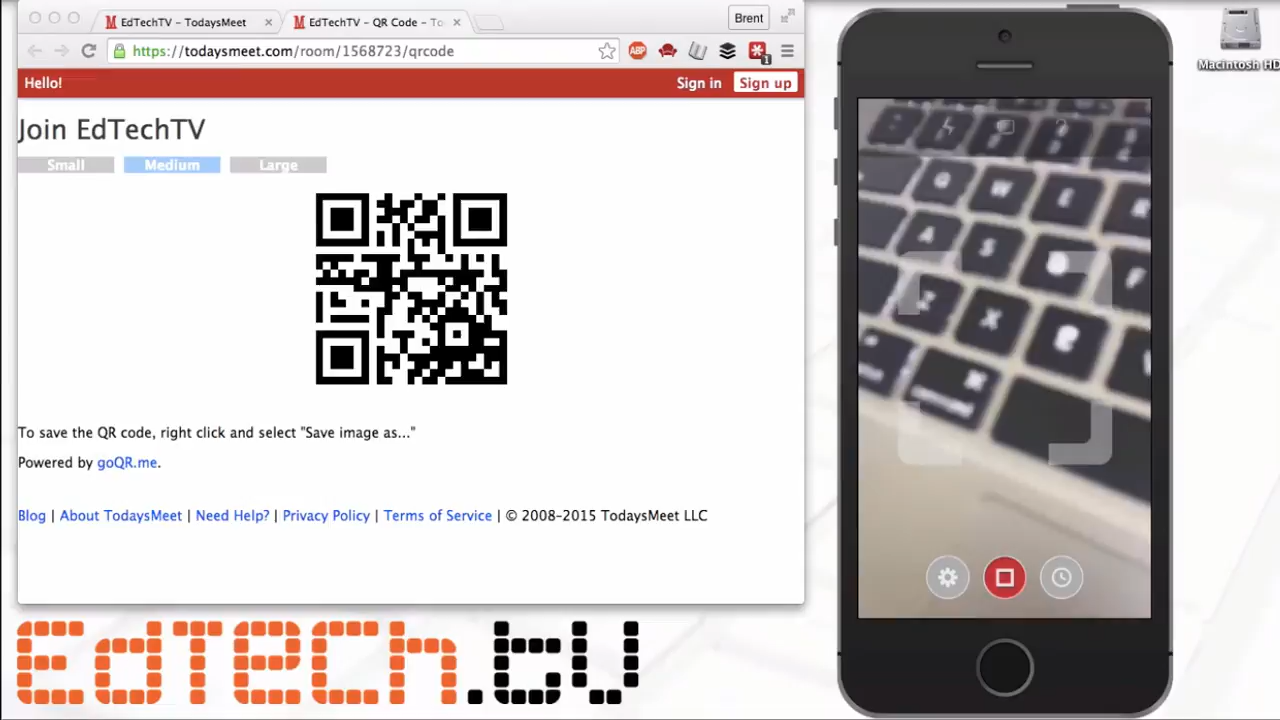 EdTechTV - TodaysMeet
EdTechTV - QR Code - To
Brent
https://todaysmeet.com/room/1568723/qrcode
ABP
1
Hello!
Sign in
Sign up
Join EdTechTV
Small
Medium
Large
To save the QR code, right click and select "Save image as..."
Powered by goQR.me.
Blog | About TodaysMeet | Need Help? | Privacy Policy | Terms of Service | © 2008-2015 TodaysMeet LLC
EdTECh.tv
Macintosh HD
Q W E R
A S F
Z X